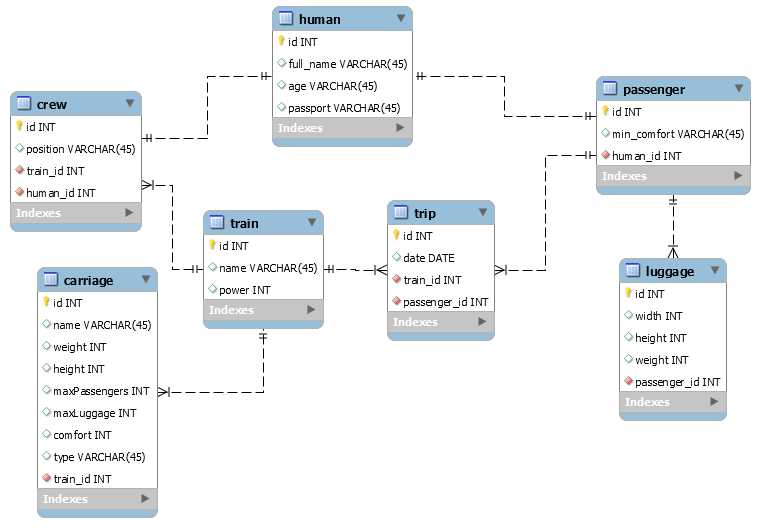 human
id INT
full_name VARCHAR(45)
age VARCHAR(45)
passport VARCHAR(45)
Indexes
crew
id INT
position VARCHAR(45)
train_id INT
human_id INT
Indexes
passenger
id INT
min_comfort VARCHAR(45)
human_id INT
Indexes
train
id INT
name VARCHAR(45)
power INT
Indexes
trip
id INT
date DATE
train_id INT
passenger_id INT
Indexes
carriage
id INT
name VARCHAR(45)
weight INT
height INT
maxPassengers INT
maxLuggage INT
comfort INT
type VARCHAR(45)
train_id INT
Indexes
luggage
id INT
width INT
height INT
weight INT
passenger_id INT
Indexes